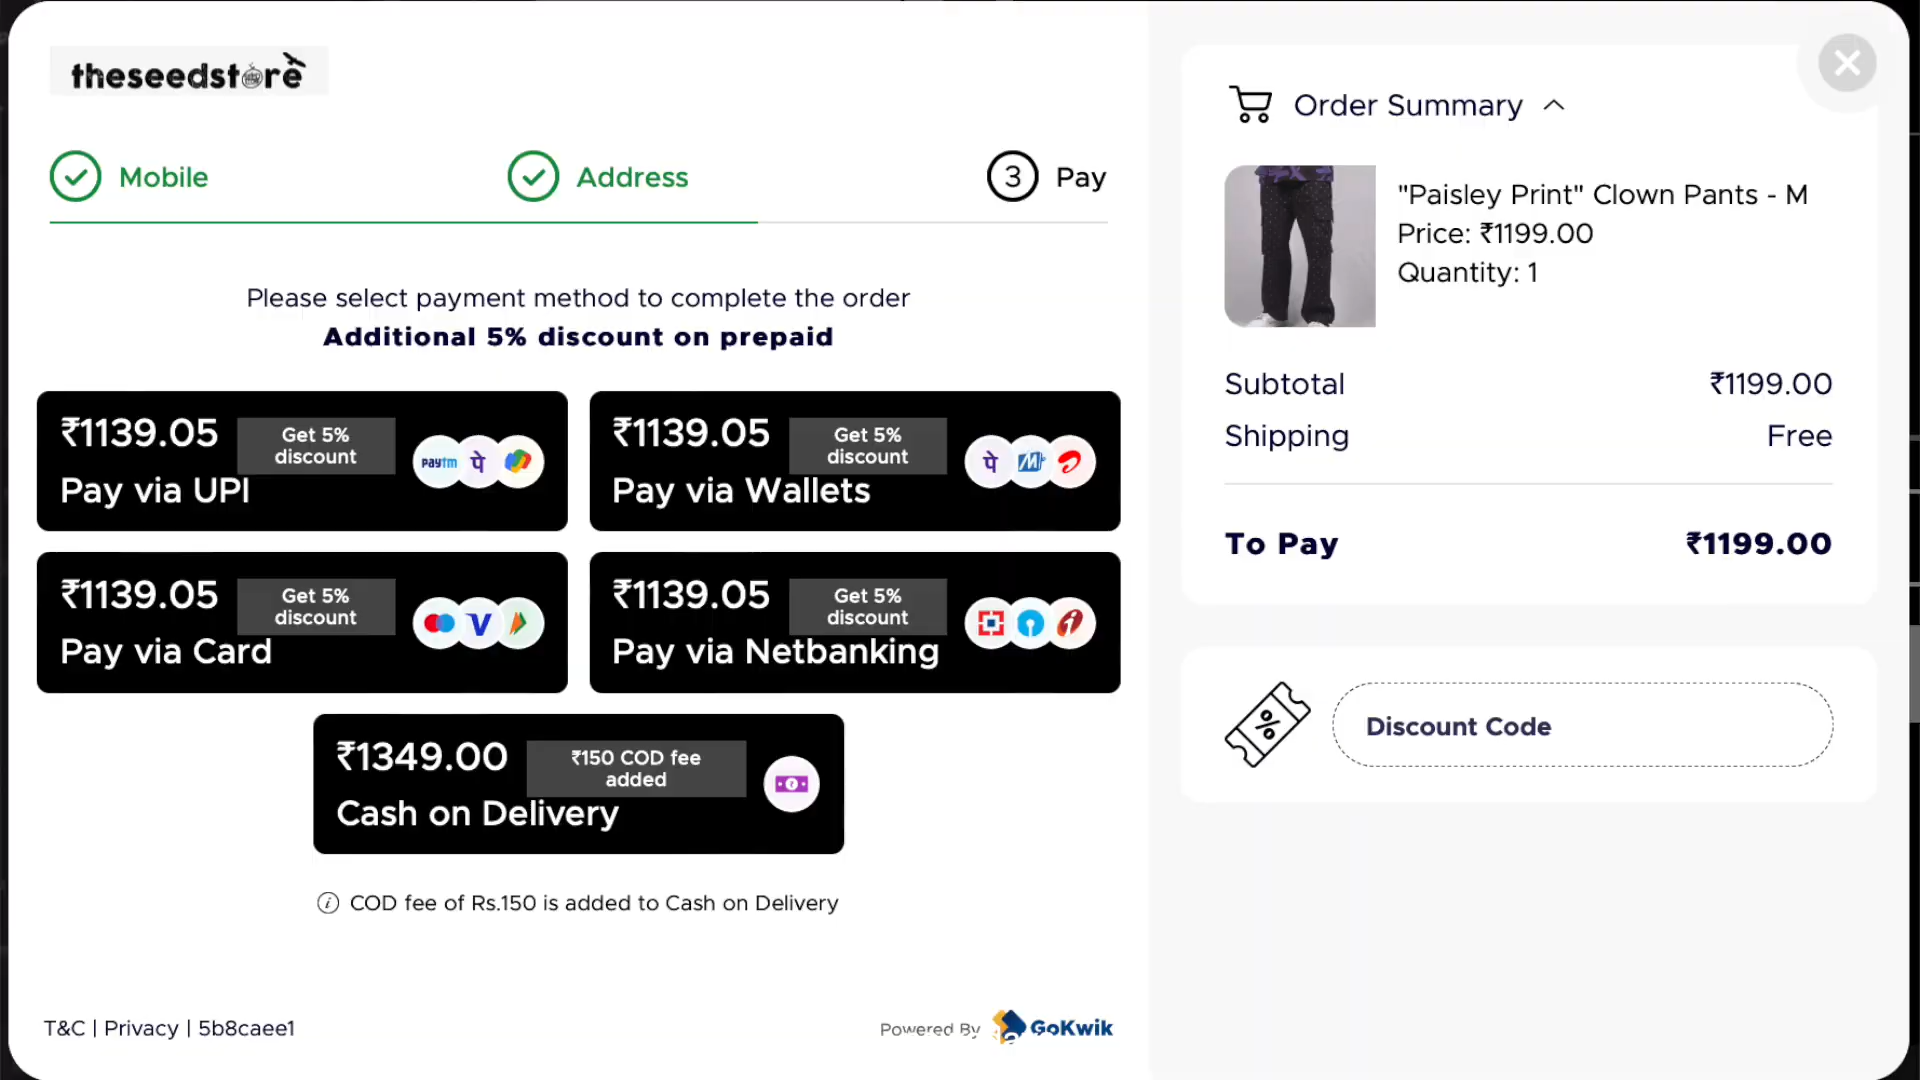 theseedstore
Mobile
Address
3 Pay
Please select payment method to complete the order
Additional 5% discount on prepaid
₹1139.05
Get 5%
discount
Pay via UPI
Paytm
पे
₹1139.05
Get 5%
discount
Pay via Wallets
पे
₹1139.05
Get 5%
discount
Pay via Card
V
₹1139.05
Get 5%
discount
Pay via Netbanking
₹1349.00
₹150 COD fee
added
Cash on Delivery
i COD fee of Rs.150 is added to Cash on Delivery
T&C | Privacy | 5b8caee1
Powered By GoKwik
Order Summary
"Paisley Print" Clown Pants - M
Price: ₹1199.00
Quantity: 1
Subtotal ₹1199.00
Shipping Free
To Pay ₹1199.00
% Discount Code